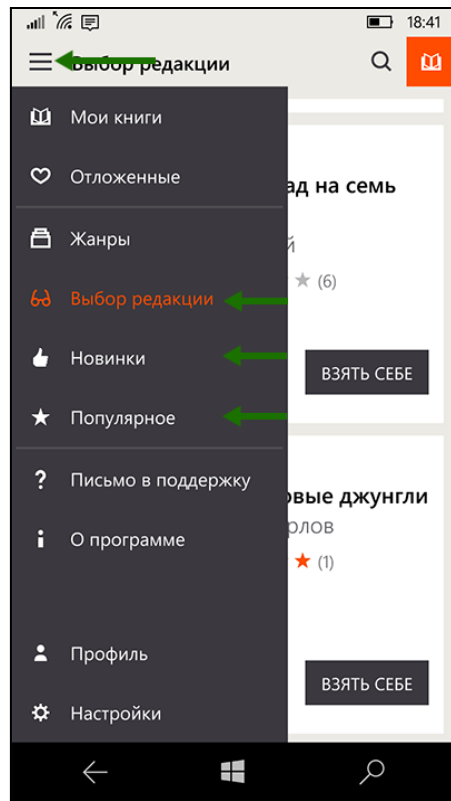 18:41
Выбор редакции
Мои книги
Отложенные
Жанры
Выбор редакции
Новинки
Популярное
Письмо в поддержку
О программе
Профиль
Настройки
ад на семь
й
(6)
ВЗЯТЬ СЕБЕ
овые джунгли
рлов
(1)
ВЗЯТЬ СЕБЕ